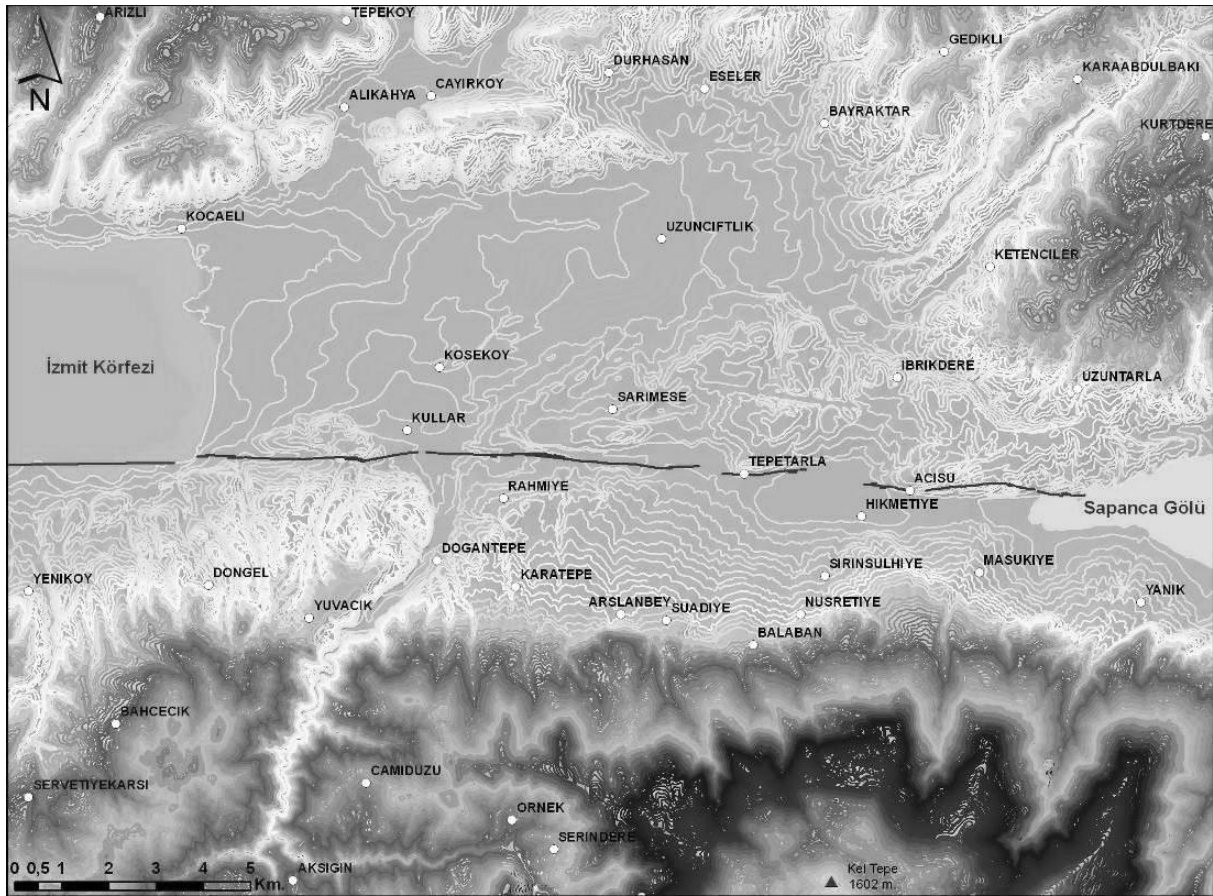 ARIZLI
TEPEKOY
N
ALIKAHYA
CAYIRKOY
DURHASAN
ESELER
GEDIKLI
KARAABDULBAKI
BAYRAKTAR
KURTDERE
KOCAELI
UZUNCIFTLIK
KETENCILER
İzmit Körfezi
KOSEKOY
IBRIKDERE
UZUNTARLA
SARIMESE
KULLAR
TEPETARLA
ACISU
RAHMIYE
HIKMETIYE
Sapanca Gölü
DOGANTEPE
YENIKOY
DONGEL
KARATEPE
SIRINSULHIYE
MASUKIYE
YUVACIK
ARSLANBEY
SUADIYE
NUSRETIYE
YANIK
BALABAN
BAHCECIK
SERVETIYEKARSI
CAMIDUZU
ORNEK
SERINDERE
AKSIGIN
0 0,5 1 2 3 4 5
Km.
Kel Tepe
1602 m.